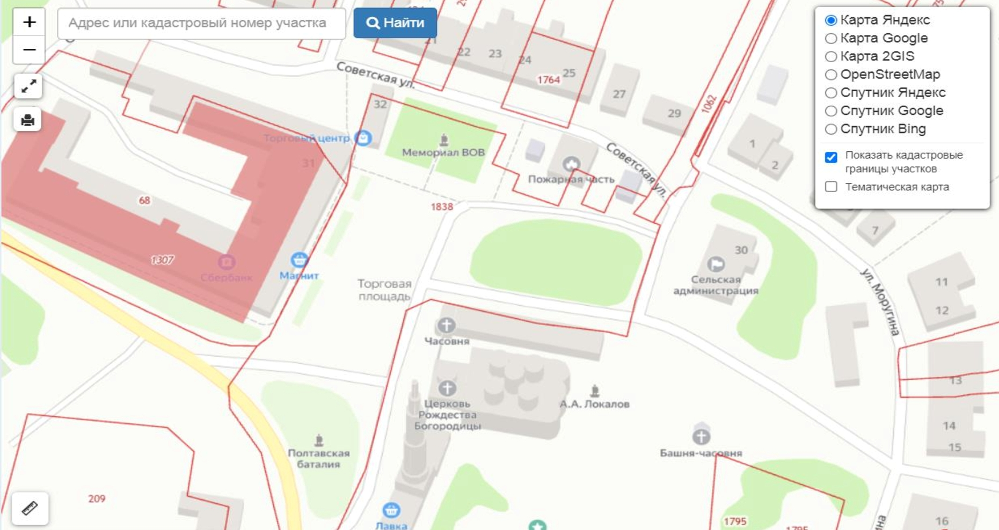 +
Адрес или кадастровый номер участка
Найти
−
Карта Яндекс
Карта Google
Карта 2GIS
OpenStreetMap
Спутник Яндекс
Спутник Google
Спутник Bing
Показать кадастровые
границы участков
Тематическая карта
21
22
23
24
25
1764
27
29
1062
Советская ул.
32
Торговый центр
31
Мемориал ВОВ
Пожарная часть
Советская ул.
1
2
7
68
1838
1307
Сбербанк
Магнит
Торговая
площадь
30
Сельская
администрация
ул. Моругина
11
12
Часовня
13
Церковь
Рождества
Богородицы
А.А. Локалов
14
15
Полтавская
баталия
Башня-часовня
209
Лавка
1795
1795
16